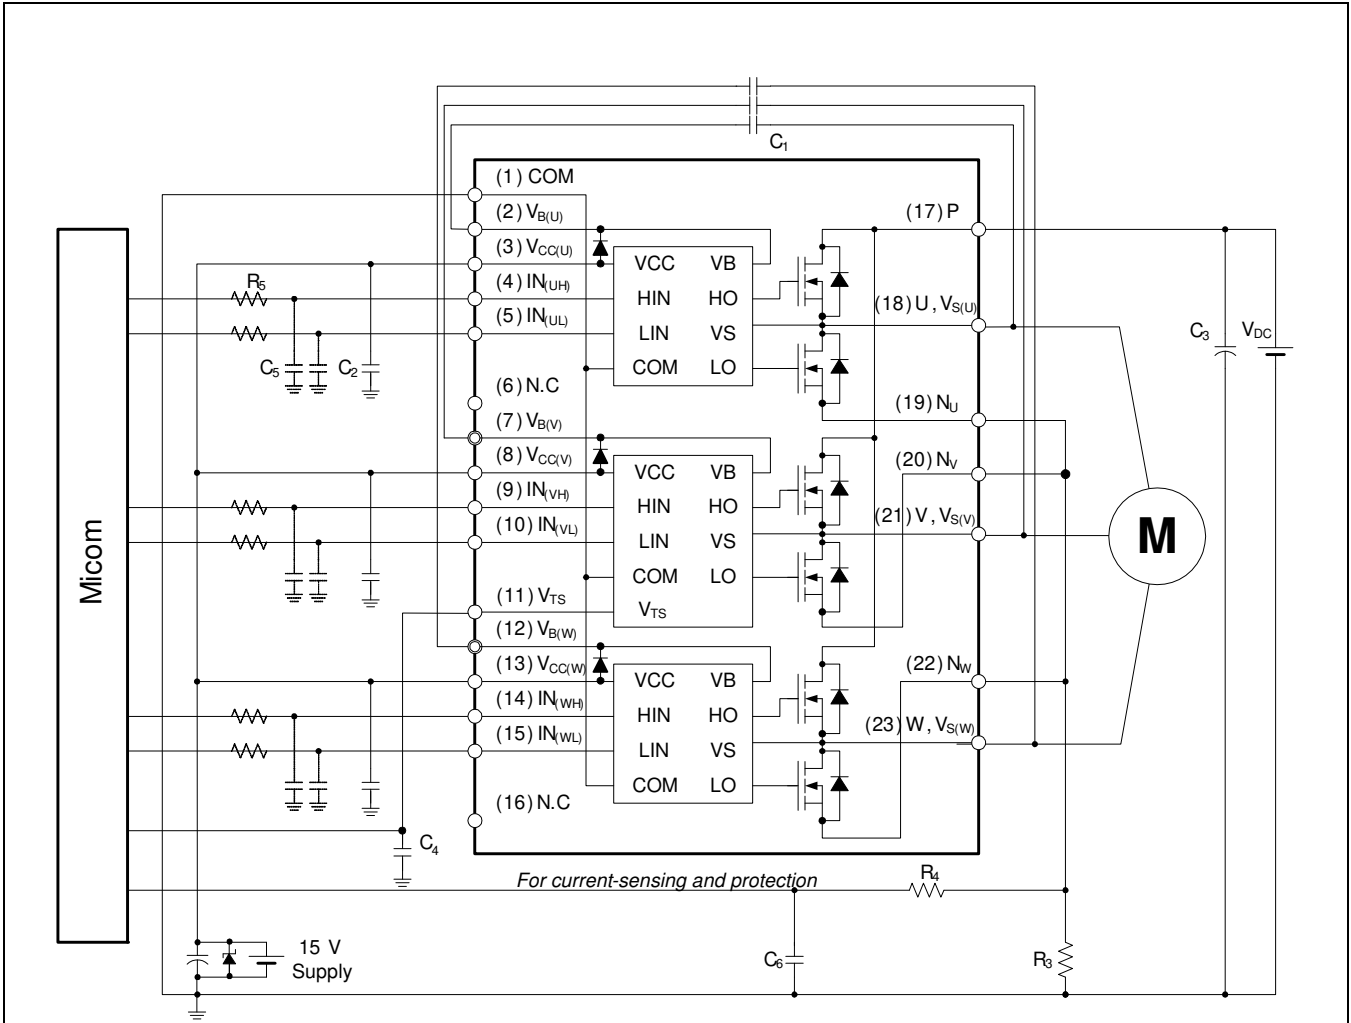 C1
(1) COM
(2) VB(U)
(3) VCC(U)
(4) IN(UH)
(5) IN(UL)
(6) N.C
(7) VB(V)
(8) VCC(V)
(9) IN(VH)
(10) IN(VL)
(11) VTS
(12) VB(W)
(13) VCC(W)
(14) IN(WH)
(15) IN(WL)
(16) N.C
VCC VB
HIN HO
LIN VS
COM LO
VCC VB
HIN HO
LIN VS
COM LO
VTS
VCC VB
HIN HO
LIN VS
COM LO
(17) P
(18) U, VS(U)
(19) NU
(20) NV
(21) V, VS(V)
(22) NW
(23) W, VS(W)
R5
C5
C2
C3
VDC
Micom
M
C4
For current-sensing and protection
R4
15 V
Supply
C6
R3